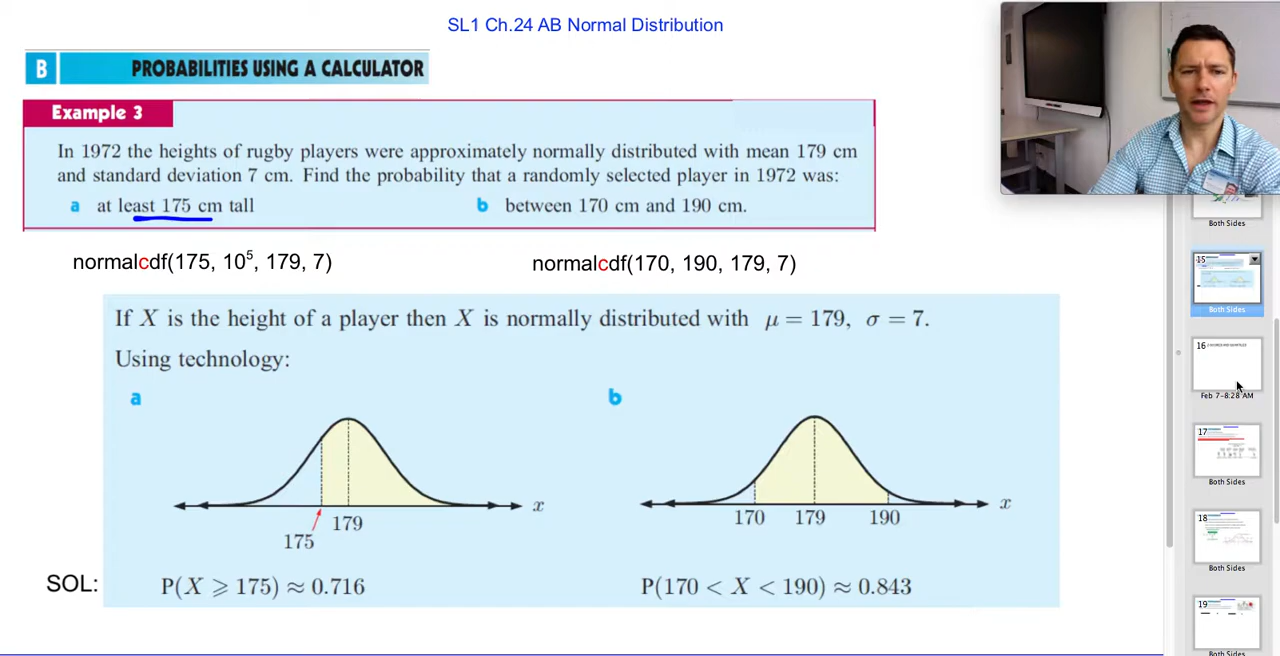 SL1 Ch.24 AB Normal Distribution
B PROBABILITIES USING A CALCULATOR
Example 3
In 1972 the heights of rugby players were approximately normally distributed with mean 179 cm
and standard deviation 7 cm. Find the probability that a randomly selected player in 1972 was:
a at least 175 cm tall b between 170 cm and 190 cm.
normalcdf(175, 10⁵, 179, 7) normalcdf(170, 190, 179, 7)
If X is the height of a player then X is normally distributed with μ = 179, σ = 7.
Using technology:
a b
x x
179 170 179 190
175
SOL: P(X ⩾ 175) ≈ 0.716 P(170 < X < 190) ≈ 0.843
Both Sides
15
Both Sides
16
Feb 7-8:28 AM
17
Both Sides
18
Both Sides
19
Both Sides